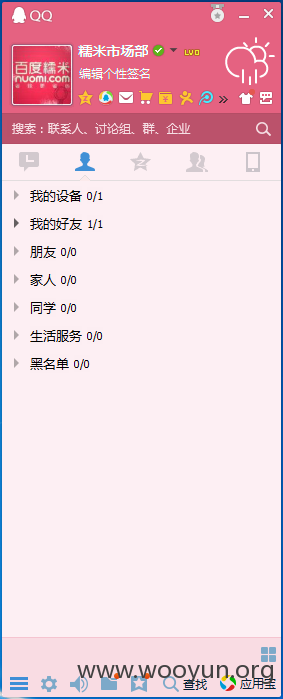 QQ
糯米市场部 LV0
百度糯米
nuomi.com
编辑个性签名
搜索：联系人、讨论组、群、企业
我的设备 0/1
我的好友 1/1
朋友 0/0
家人 0/0
同学 0/0
生活服务 0/0
黑名单 0/0
www.wooyun.org
查找 应用宝